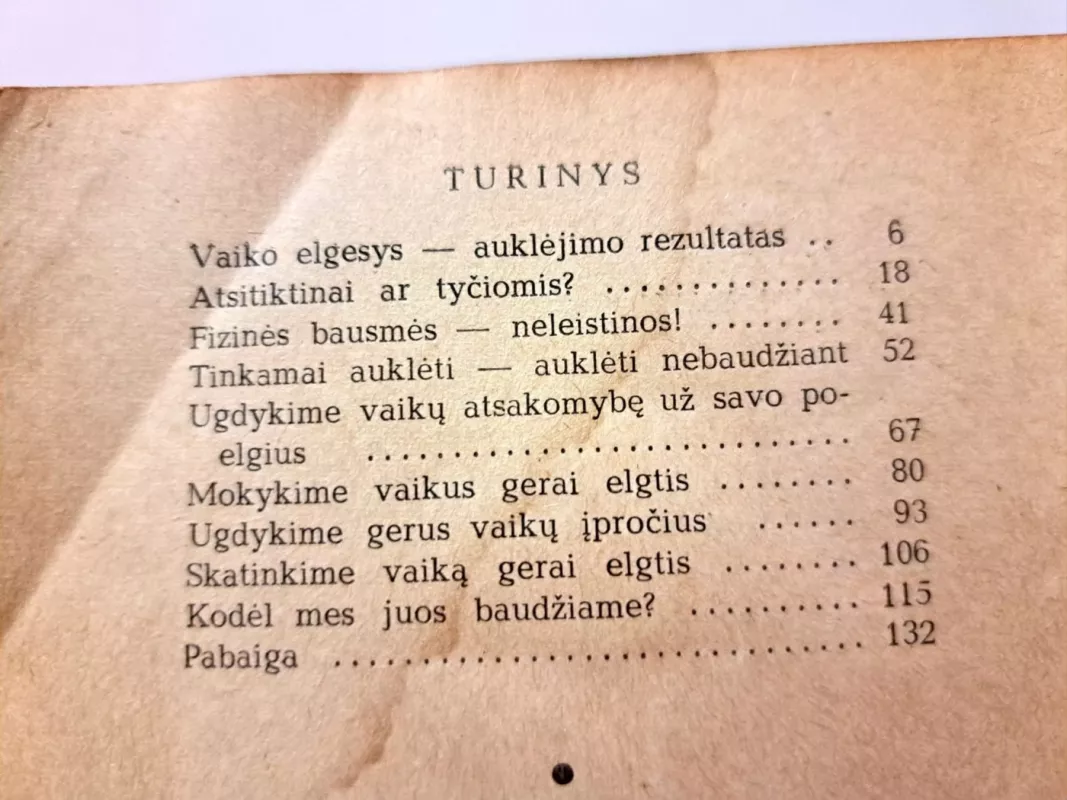 TURINYS
Vaiko elgesys — auklėjimo rezultatas .. 6
Atsitiktinai ar tyčiomis? .............. 18
Fizinės bausmės — neleistinos! ........ 41
Tinkamai auklėti — auklėti nebaudžiant 52
Ugdykime vaikų atsakomybę už savo po-
elgius .......................... 67
Mokykime vaikus gerai elgtis ........ 80
Ugdykime gerus vaikų įpročius ...... 93
Skatinkime vaiką gerai elgtis ........ 106
Kodėl mes juos baudžiame? .......... 115
Pabaiga .............................. 132